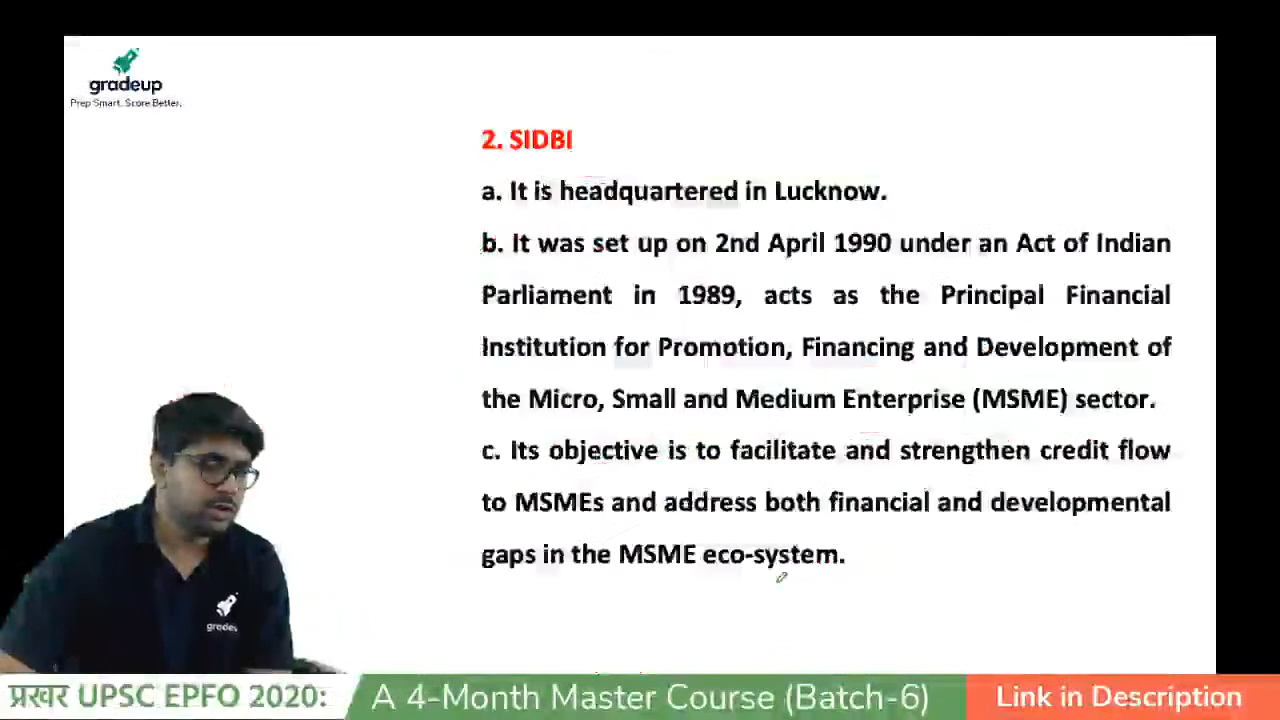 gradeup
Prep Smart. Score Better.
2. SIDBI
a. It is headquartered in Lucknow.
b. It was set up on 2nd April 1990 under an Act of Indian
Parliament in 1989, acts as the Principal Financial
Institution for Promotion, Financing and Development of
the Micro, Small and Medium Enterprise (MSME) sector.
c. Its objective is to facilitate and strengthen credit flow
to MSMEs and address both financial and developmental
gaps in the MSME eco-system.
प्रखर UPSC EPFO 2020: A 4-Month Master Course (Batch-6) Link in Description